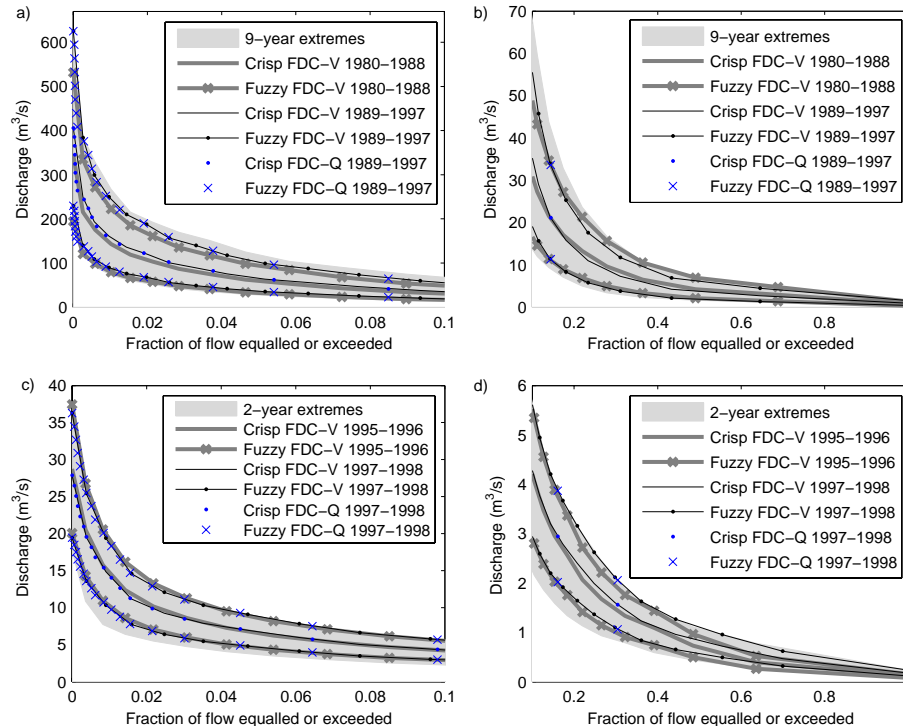 a)
600
500
400
300
200
100
0
Discharge (m³/s)
0 0.02 0.04 0.06 0.08 0.1
Fraction of flow equalled or exceeded
9−year extremes
Crisp FDC−V 1980−1988
Fuzzy FDC−V 1980−1988
Crisp FDC−V 1989−1997
Fuzzy FDC−V 1989−1997
Crisp FDC−Q 1989−1997
Fuzzy FDC−Q 1989−1997
b)
70
60
50
40
30
20
10
0
Discharge (m³/s)
0.2 0.4 0.6 0.8
Fraction of flow equalled or exceeded
9−year extremes
Crisp FDC−V 1980−1988
Fuzzy FDC−V 1980−1988
Crisp FDC−V 1989−1997
Fuzzy FDC−V 1989−1997
Crisp FDC−Q 1989−1997
Fuzzy FDC−Q 1989−1997
c)
40
35
30
25
20
15
10
5
0
Discharge (m³/s)
0 0.02 0.04 0.06 0.08 0.1
Fraction of flow equalled or exceeded
2−year extremes
Crisp FDC−V 1995−1996
Fuzzy FDC−V 1995−1996
Crisp FDC−V 1997−1998
Fuzzy FDC−V 1997−1998
Crisp FDC−Q 1997−1998
Fuzzy FDC−Q 1997−1998
d)
6
5
4
3
2
1
0
Discharge (m³/s)
0.2 0.4 0.6 0.8
Fraction of flow equalled or exceeded
2−year extremes
Crisp FDC−V 1995−1996
Fuzzy FDC−V 1995−1996
Crisp FDC−V 1997−1998
Fuzzy FDC−V 1997−1998
Crisp FDC−Q 1997−1998
Fuzzy FDC−Q 1997−1998